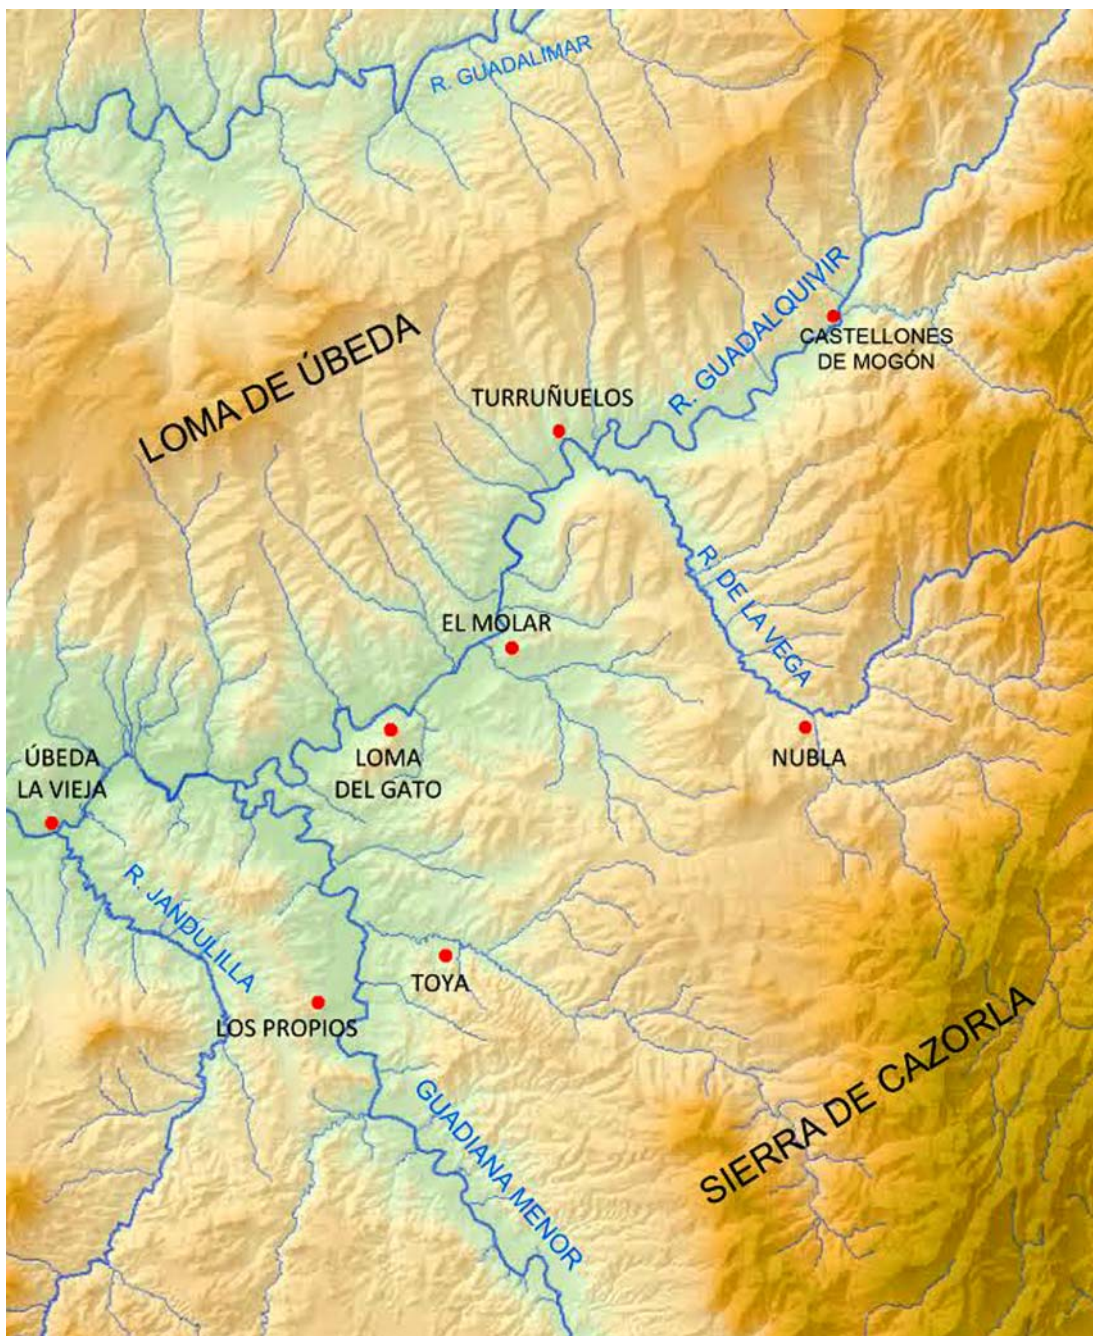 R. GUADALIMAR
R. GUADALQUIVIR
CASTELLONES
DE MOGÓN
LOMA DE ÚBEDA
TURRUÑUELOS
R. DE LA VEGA
EL MOLAR
NUBLA
LOMA
DEL GATO
ÚBEDA
LA VIEJA
R. JANDULILLA
TOYA
LOS PROPIOS
GUADIANA MENOR
SIERRA DE CAZORLA